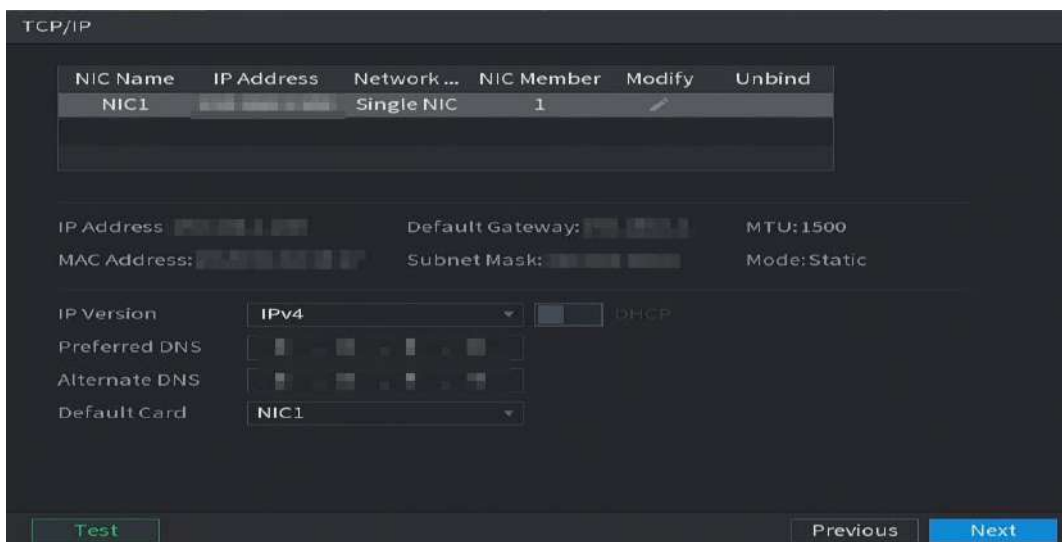 TCP/IP
NIC Name IP Address Network ... NIC Member Modify Unbind
NIC1 Single NIC 1
IP Address Default Gateway: MTU:1500
MAC Address: Subnet Mask: Mode:Static
IP Version IPv4 DHCP
Preferred DNS
Alternate DNS
Default Card NIC1
Test Previous Next